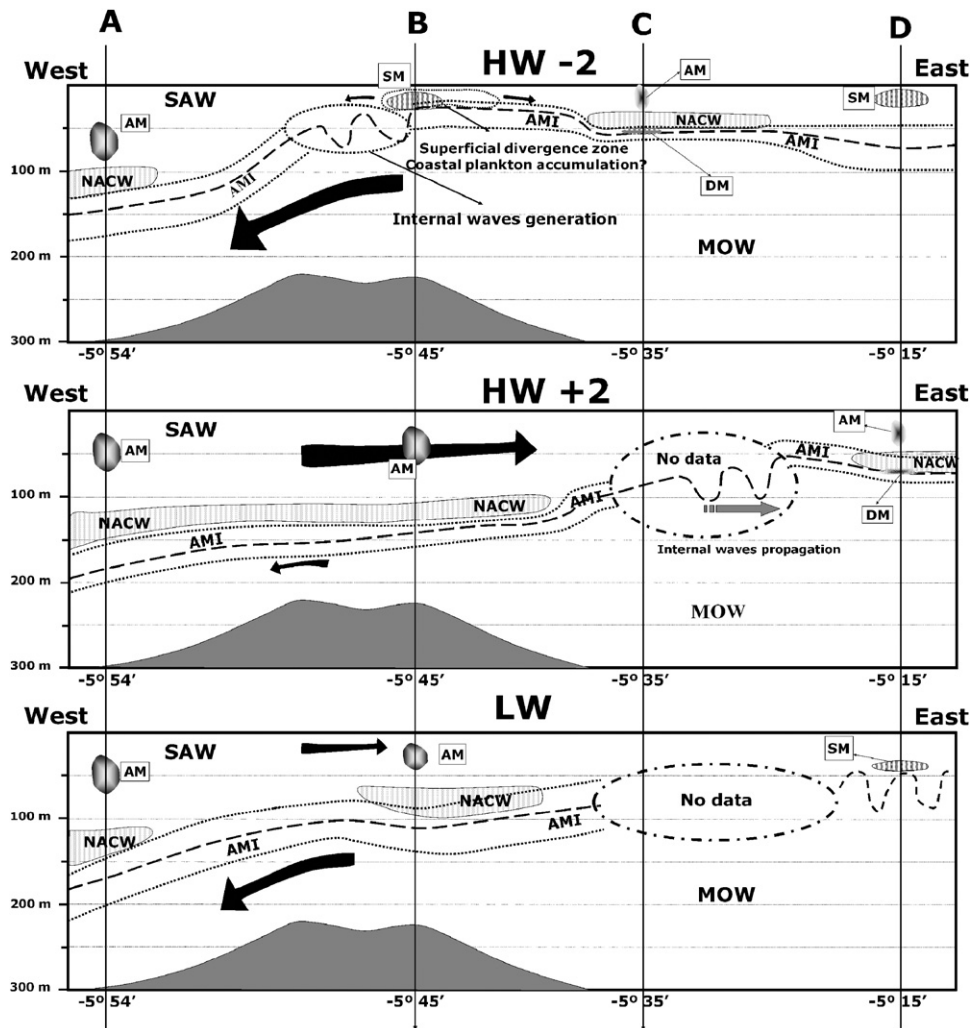 A B C D
HW -2
West East
SAW SM AM SM
AM NACW
AMI AMI
Superficial divergence zone
Coastal plankton accumulation?
NACW AMI DM
100 m
Internal waves generation
MOW
200 m
300 m
-5º 54' -5º 45' -5º 35' -5º 15'
HW +2
West East
SAW AM
AM AM No data AMI NACW
100 m
NACW AMI DM
AMI
Internal waves propagation
200 m
MOW
300 m
-5º 54' -5º 45' -5º 35' -5º 15'
LW
West East
SAW AM SM
AM
NACW No data
100 m
NACW AMI AMI
200 m
MOW
300 m
-5º 54' -5º 45' -5º 35' -5º 15'